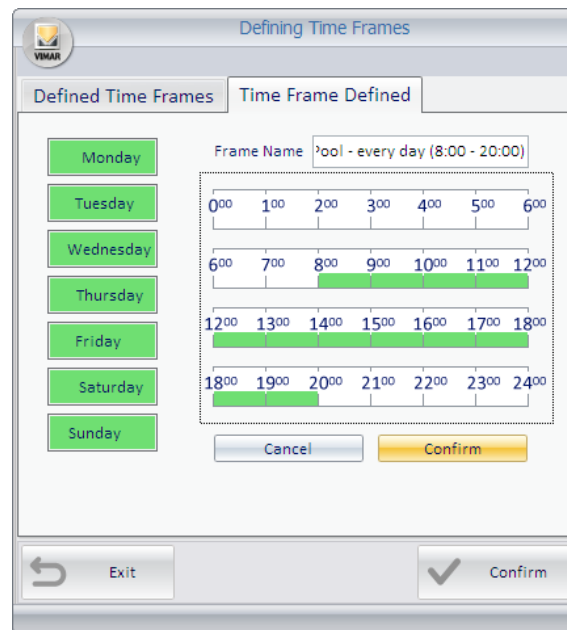 Defining Time Frames
VIMAR
Defined Time Frames Time Frame Defined
Monday
Tuesday
Wednesday
Thursday
Friday
Saturday
Sunday
Frame Name Pool - every day (8:00 - 20:00)
000 100 200 300 400 500 600
600 700 800 900 1000 1100 1200
1200 1300 1400 1500 1600 1700 1800
1800 1900 2000 2100 2200 2300 2400
Cancel Confirm
Exit Confirm